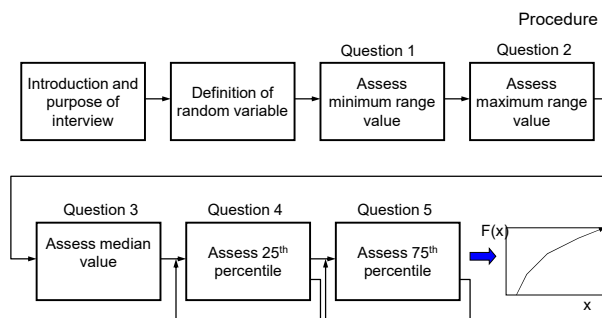 Procedure
Question 1
Question 2
Introduction and
purpose of
interview
Definition of
random variable
Assess
minimum range
value
Assess
maximum range
value
Question 3
Question 4
Question 5
Assess median
value
Assess 25th
percentile
Assess 75th
percentile
F(x)
x